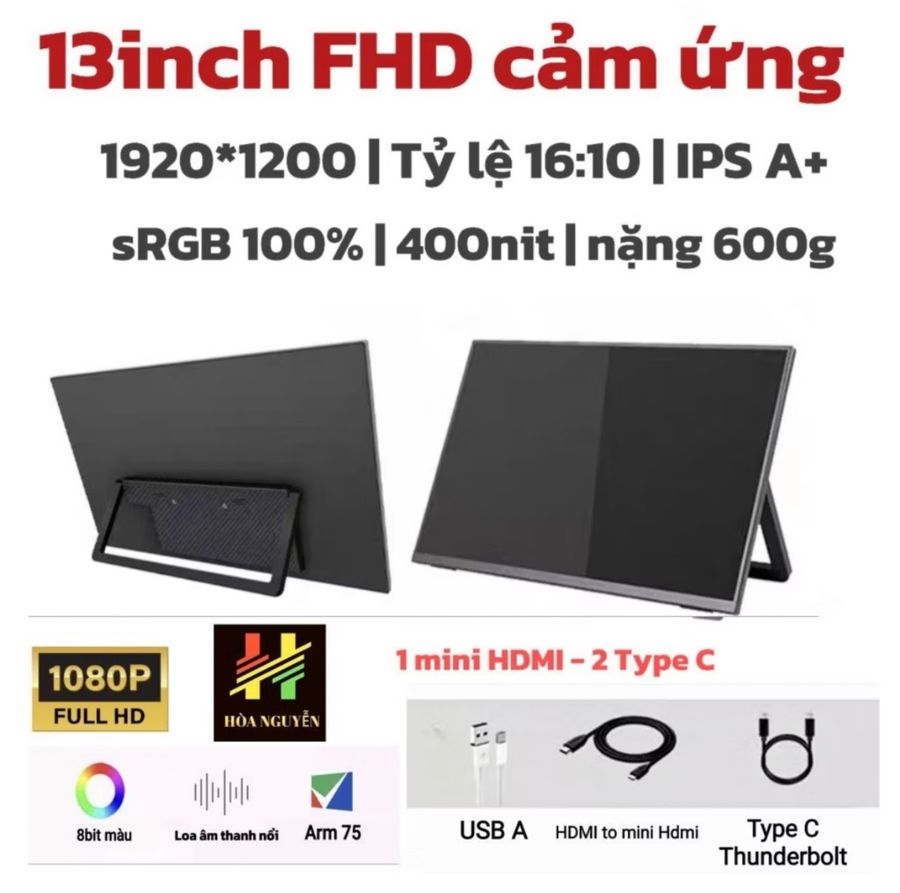 13inch FHD cảm ứng
1920*1200 | Tỷ lệ 16:10 | IPS A+
sRGB 100% | 400nit | nặng 600g
1080P
FULL HD
HÒA NGUYỄN
1 mini HDMI - 2 Type C
8bit màu
Loa âm thanh nổi
Arm 75
USB A
HDMI to mini Hdmi
Type C
Thunderbolt